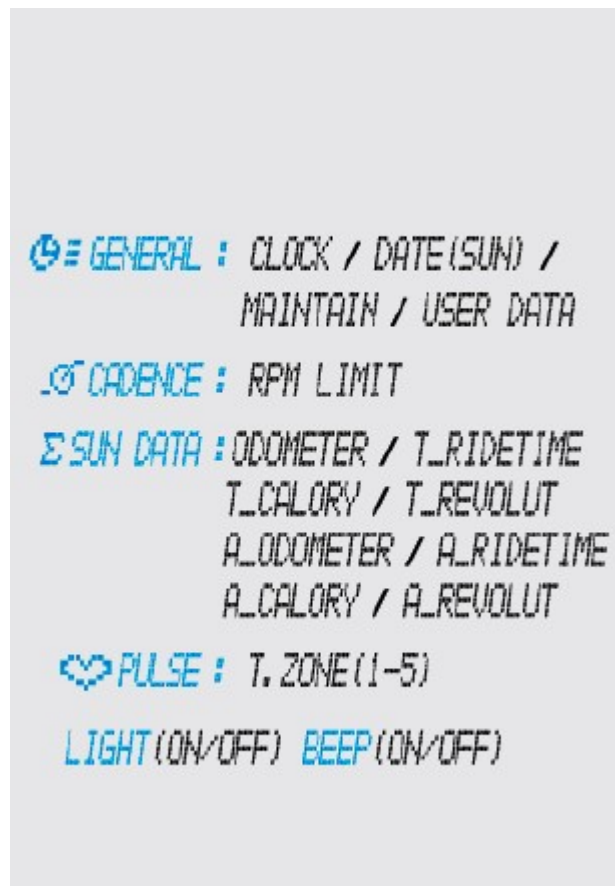 GENERAL : CLOCK / DATE(SUN) /
MAINTAIN / USER DATA
CADENCE : RPM LIMIT
Σ SUN DATA : ODOMETER / T_RIDETIME
T_CALORY / T_REVOLUT
A_ODOMETER / A_RIDETIME
A_CALORY / A_REVOLUT
PULSE : T. ZONE(1-5)
LIGHT(ON/OFF) BEEP(ON/OFF)